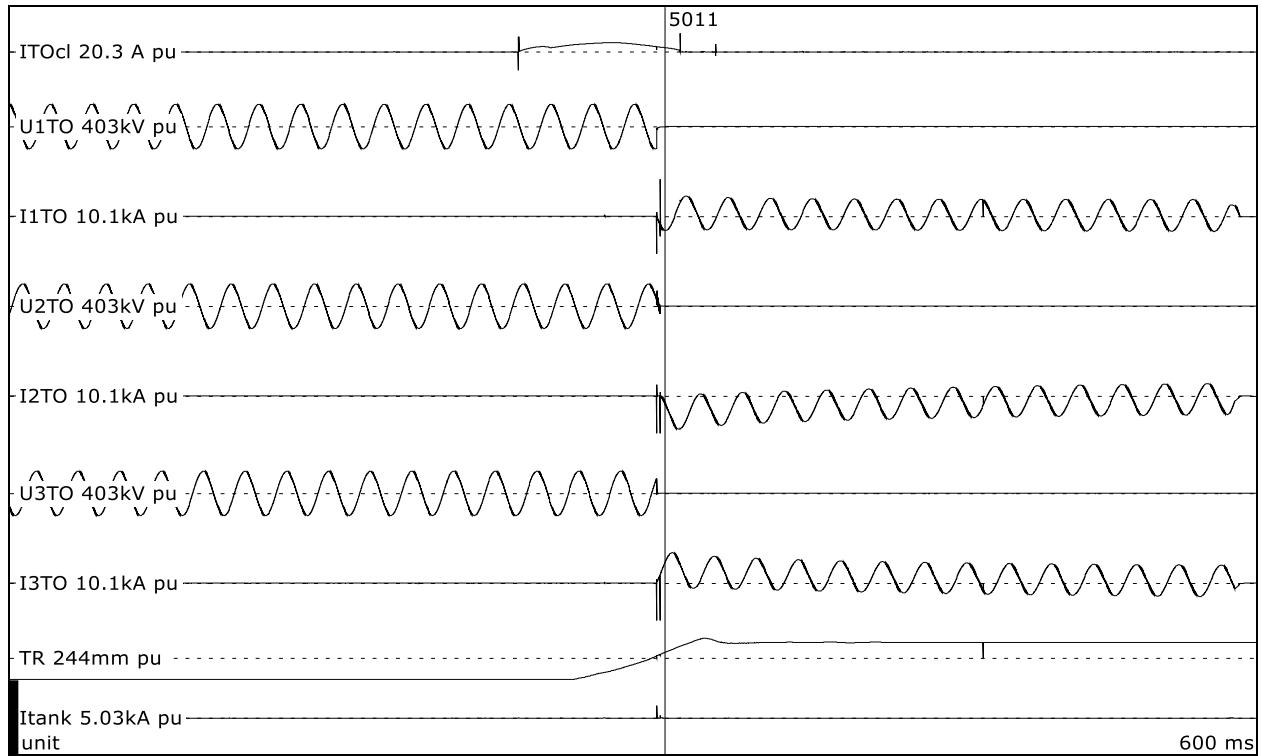 5011
ITOcl 20.3 A pu
U1TO 403kV pu
I1TO 10.1kA pu
U2TO 403kV pu
I2TO 10.1kA pu
U3TO 403kV pu
I3TO 10.1kA pu
TR 244mm pu
Itank 5.03kA pu
unit 600 ms